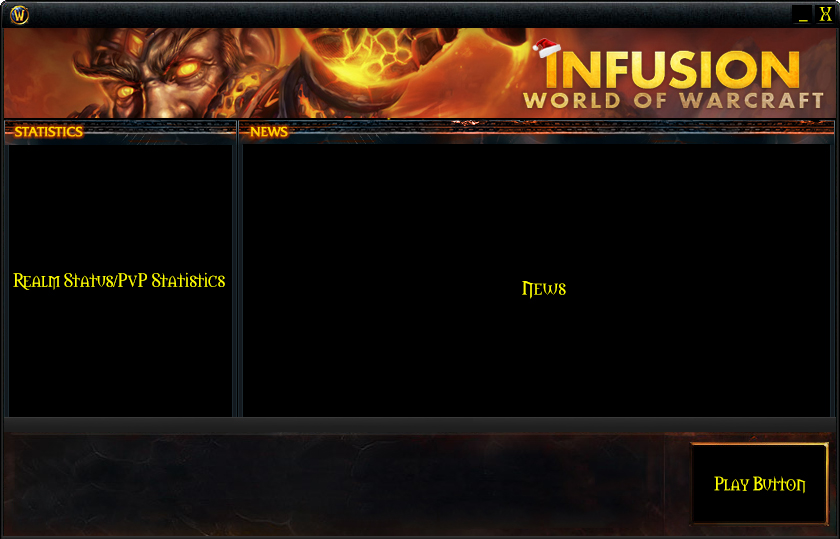 W
_ X
INFUSION
WORLD OF WARCRAFT
STATISTICS
NEWS
Realm Status/PvP Statistics
News
Play Button